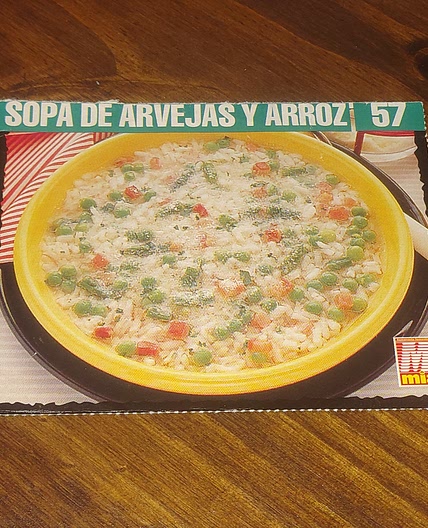 SOPA DE ARVEJAS Y ARROZ 57